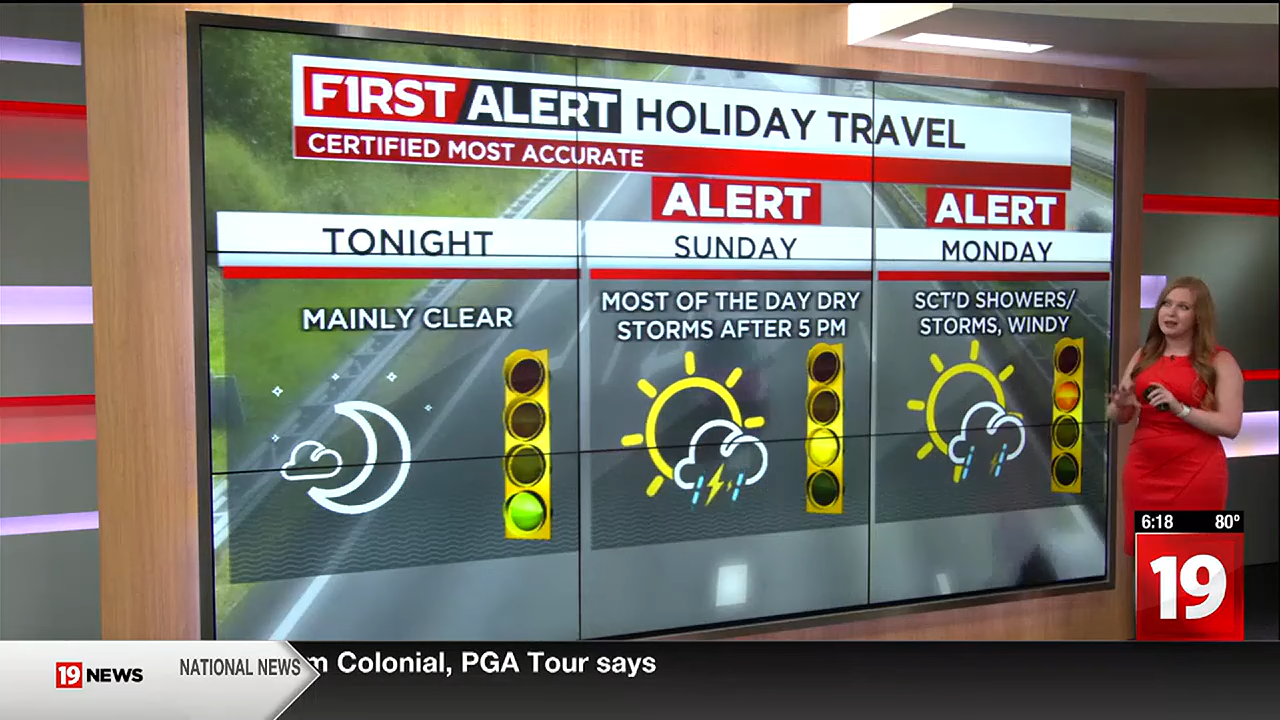 F1RST ALERT HOLIDAY TRAVEL
CERTIFIED MOST ACCURATE
TONIGHT
MAINLY CLEAR
ALERT
SUNDAY
MOST OF THE DAY DRY
STORMS AFTER 5 PM
ALERT
MONDAY
SCT'D SHOWERS/
STORMS, WINDY
6:18 80°
19
19 NEWS
NATIONAL NEWS
m Colonial, PGA Tour says